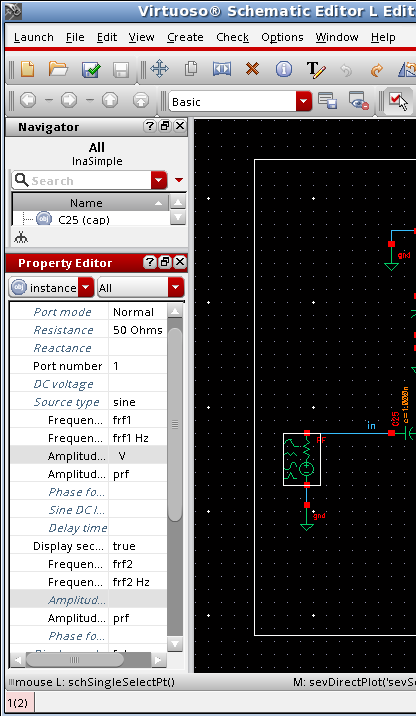 Virtuoso® Schematic Editor L Edit
Launch File Edit View Create Check Options Window Help
Basic
Navigator
All
lnaSimple
Search
Name
C25 (cap)
Property Editor
instance All
Port mode Normal
Resistance 50 Ohms
Reactance
Port number 1
DC voltage
Source type sine
Frequen... frf1
Frequen... frf1 Hz
Amplitud... V
Amplitud... prf
Phase fo...
Sine DC l...
Delay time
Display sec... true
Frequen... frf2
Frequen... frf2 Hz
Amplitud...
Amplitud... prf
Phase fo...
gnd
in
RF
C25
c=1.000n
gnd
mouse L: schSingleSelectPt()
M: sevDirectPlot('sevS
1(2)